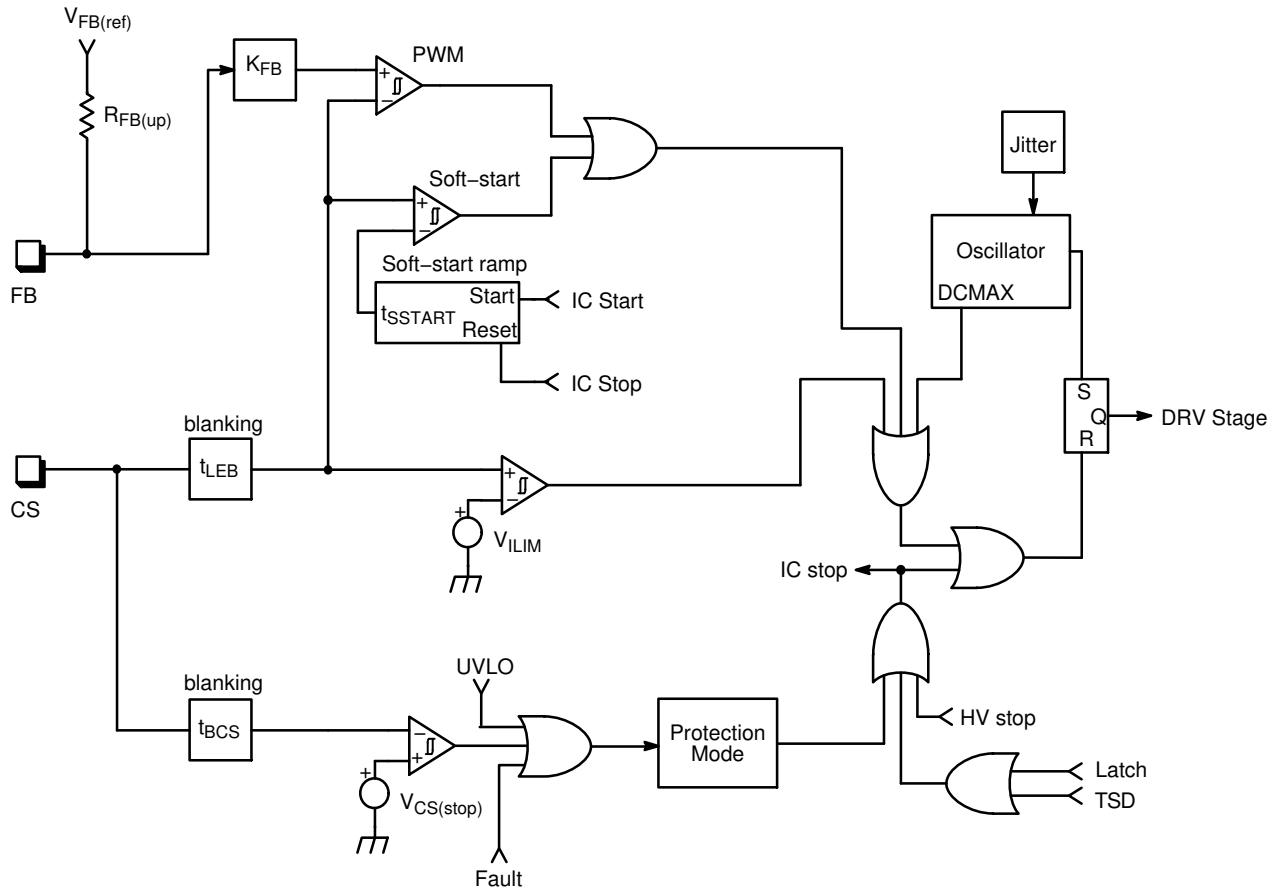 VFB(ref)
RFB(up)
FB
KFB
+
−
PWM
Soft−start
+
−
Soft−start ramp
tSSTART
Start
Reset
IC Start
IC Stop
Jitter
Oscillator
DCMAX
S
Q
R
DRV Stage
CS
blanking
tLEB
+
−
+
VILIM
IC stop
blanking
tBCS
−
+
+
VCS(stop)
UVLO
Fault
Protection
Mode
HV stop
Latch
TSD